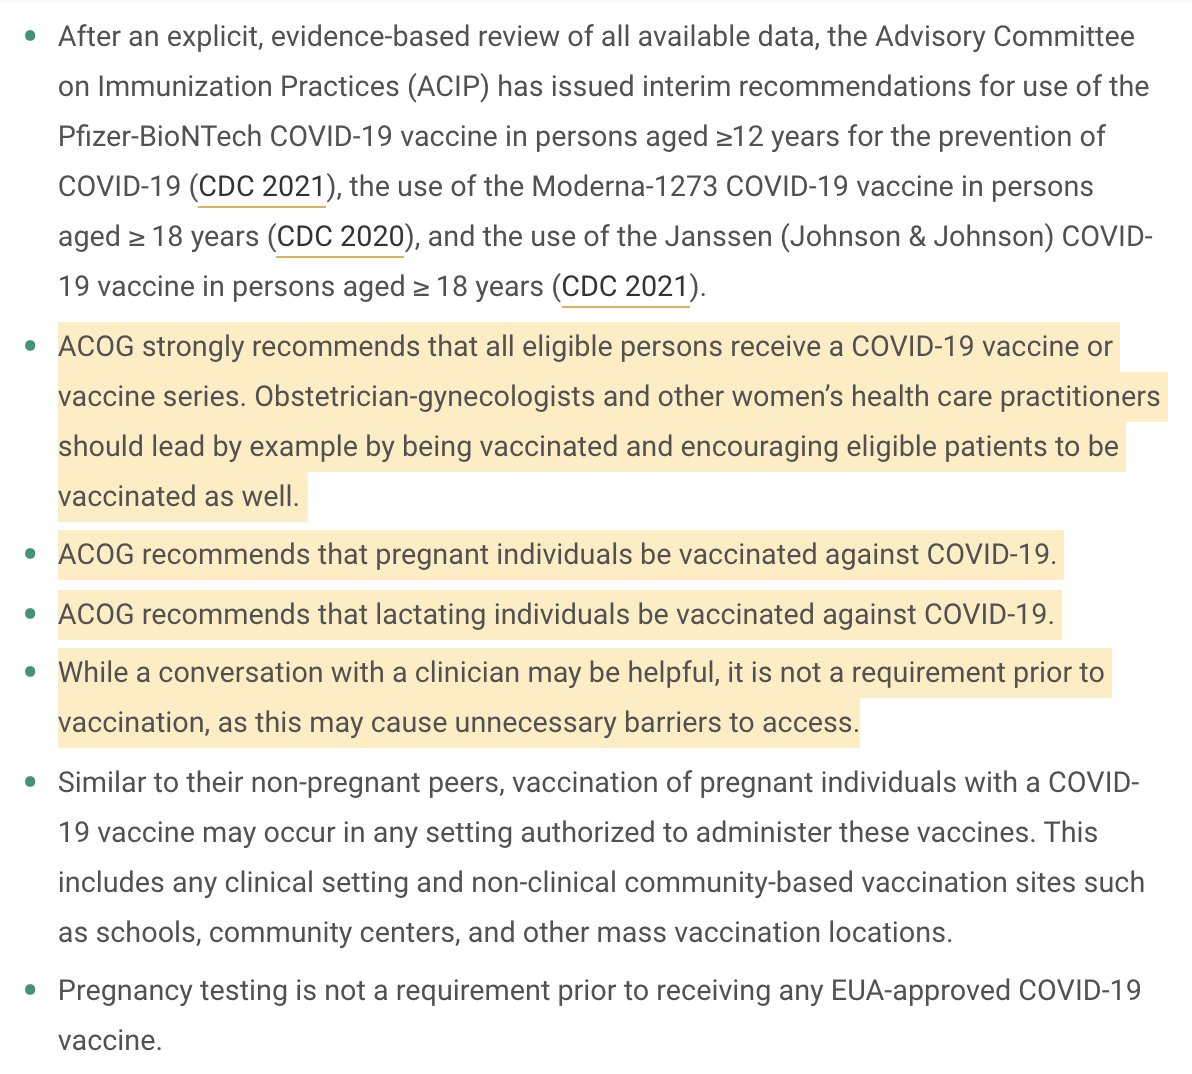 After an explicit, evidence-based review of all available data, the Advisory Committee
on Immunization Practices (ACIP) has issued interim recommendations for use of the
Pfizer-BioNTech COVID-19 vaccine in persons aged ≥12 years for the prevention of
COVID-19 (CDC 2021), the use of the Moderna-1273 COVID-19 vaccine in persons
aged ≥ 18 years (CDC 2020), and the use of the Janssen (Johnson & Johnson) COVID-
19 vaccine in persons aged ≥ 18 years (CDC 2021).
ACOG strongly recommends that all eligible persons receive a COVID-19 vaccine or
vaccine series. Obstetrician-gynecologists and other women’s health care practitioners
should lead by example by being vaccinated and encouraging eligible patients to be
vaccinated as well.
ACOG recommends that pregnant individuals be vaccinated against COVID-19.
ACOG recommends that lactating individuals be vaccinated against COVID-19.
While a conversation with a clinician may be helpful, it is not a requirement prior to
vaccination, as this may cause unnecessary barriers to access.
Similar to their non-pregnant peers, vaccination of pregnant individuals with a COVID-
19 vaccine may occur in any setting authorized to administer these vaccines. This
includes any clinical setting and non-clinical community-based vaccination sites such
as schools, community centers, and other mass vaccination locations.
Pregnancy testing is not a requirement prior to receiving any EUA-approved COVID-19
vaccine.